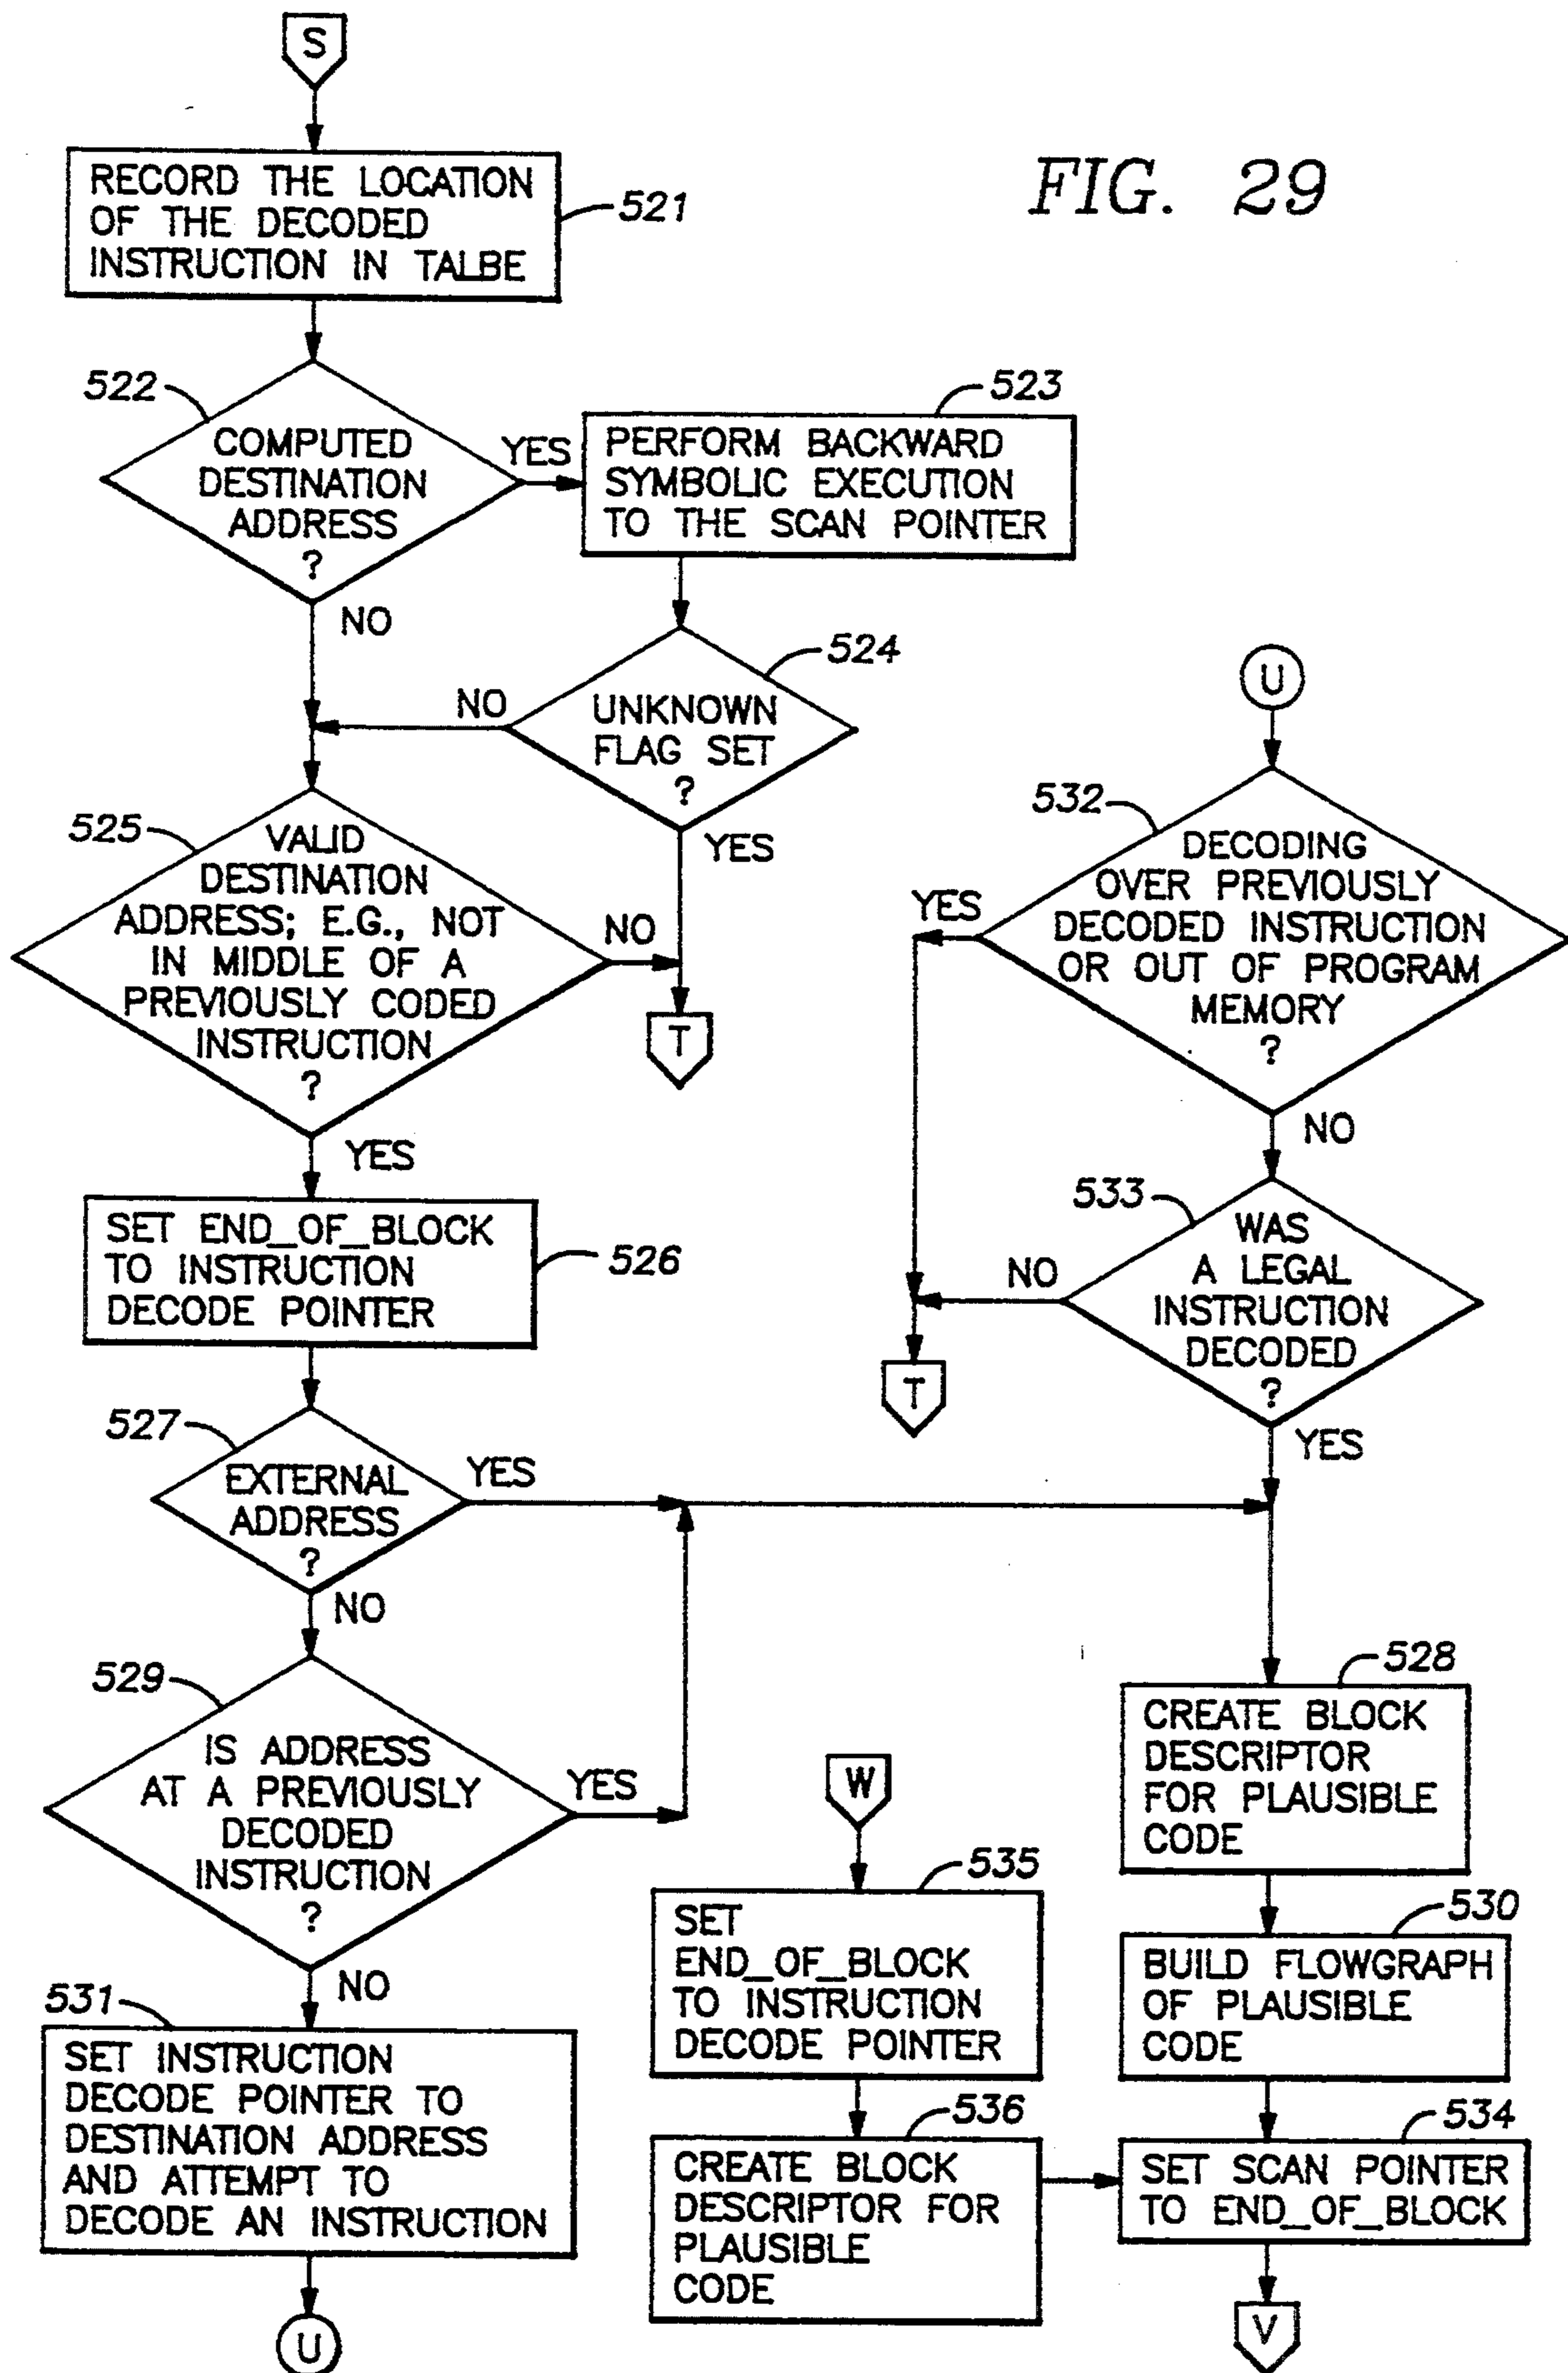 S
FIG. 29
RECORD THE LOCATION
OF THE DECODED
INSTRUCTION IN TALBE
521
522
COMPUTED
DESTINATION
ADDRESS
?
YES
NO
523
PERFORM BACKWARD
SYMBOLIC EXECUTION
TO THE SCAN POINTER
524
UNKNOWN
FLAG SET
?
NO
YES
525
VALID
DESTINATION
ADDRESS; E.G., NOT
IN MIDDLE OF A
PREVIOUSLY CODED
INSTRUCTION
?
NO
T
YES
SET END_OF_BLOCK
TO INSTRUCTION
DECODE POINTER
526
527
EXTERNAL
ADDRESS
?
YES
NO
529
IS ADDRESS
AT A PREVIOUSLY
DECODED
INSTRUCTION
?
YES
NO
531
SET INSTRUCTION
DECODE POINTER TO
DESTINATION ADDRESS
AND ATTEMPT TO
DECODE AN INSTRUCTION
U
U
532
DECODING
OVER PREVIOUSLY
DECODED INSTRUCTION
OR OUT OF PROGRAM
MEMORY
?
YES
NO
533
WAS
A LEGAL
INSTRUCTION
DECODED
?
NO
T
YES
528
CREATE BLOCK
DESCRIPTOR
FOR PLAUSIBLE
CODE
530
BUILD FLOWGRAPH
OF PLAUSIBLE
CODE
W
535
SET
END_OF_BLOCK
TO INSTRUCTION
DECODE POINTER
536
CREATE BLOCK
DESCRIPTOR FOR
PLAUSIBLE
CODE
534
SET SCAN POINTER
TO END_OF_BLOCK
V